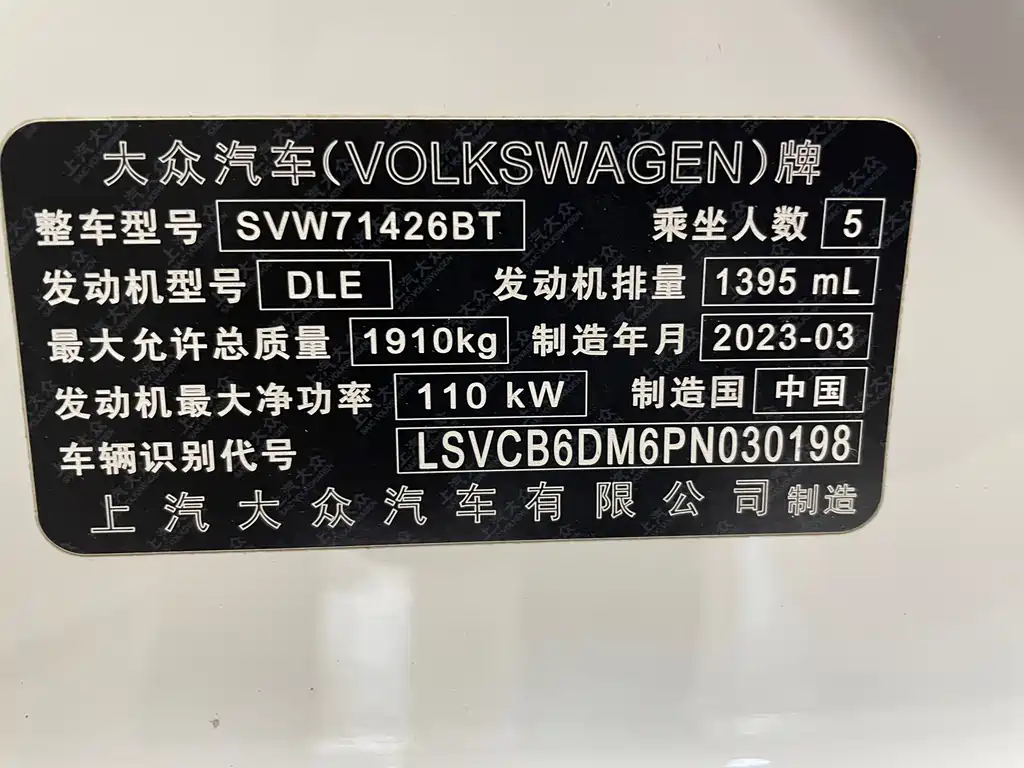 大众汽车(VOLKSWAGEN)牌
整车型号 SVW71426BT 乘坐人数 5
发动机型号 DLE 发动机排量 1395 mL
最大允许总质量 1910kg 制造年月 2023-03
发动机最大净功率 110 kW 制造国 中国
车辆识别代号 LSVCB6DM6PN030198
上汽大众汽车有限公司制造